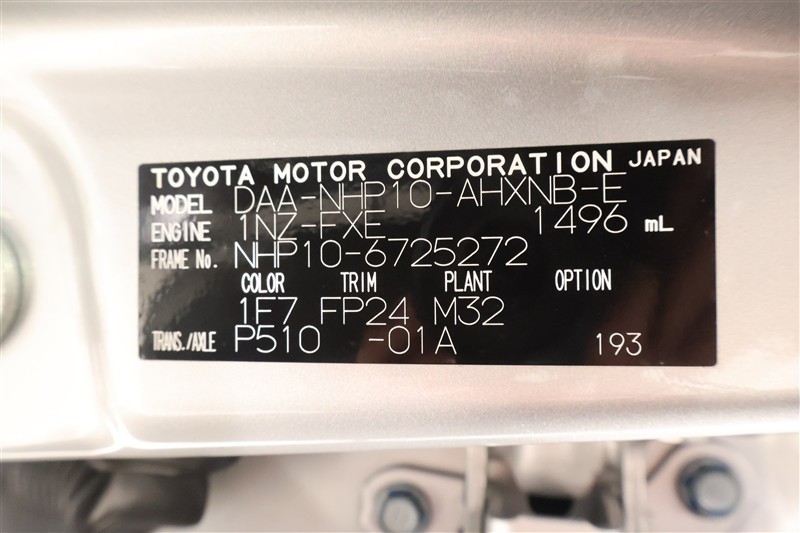 TOYOTA MOTOR CORPORATION JAPAN
MODEL DAA-NHP10-AHXNB-E
ENGINE 1NZ-FXE 1496 mL
FRAME No. NHP10-6725272
COLOR TRIM PLANT OPTION
1F7 FP24 M32
TRANS./AXLE P510 -01A 193